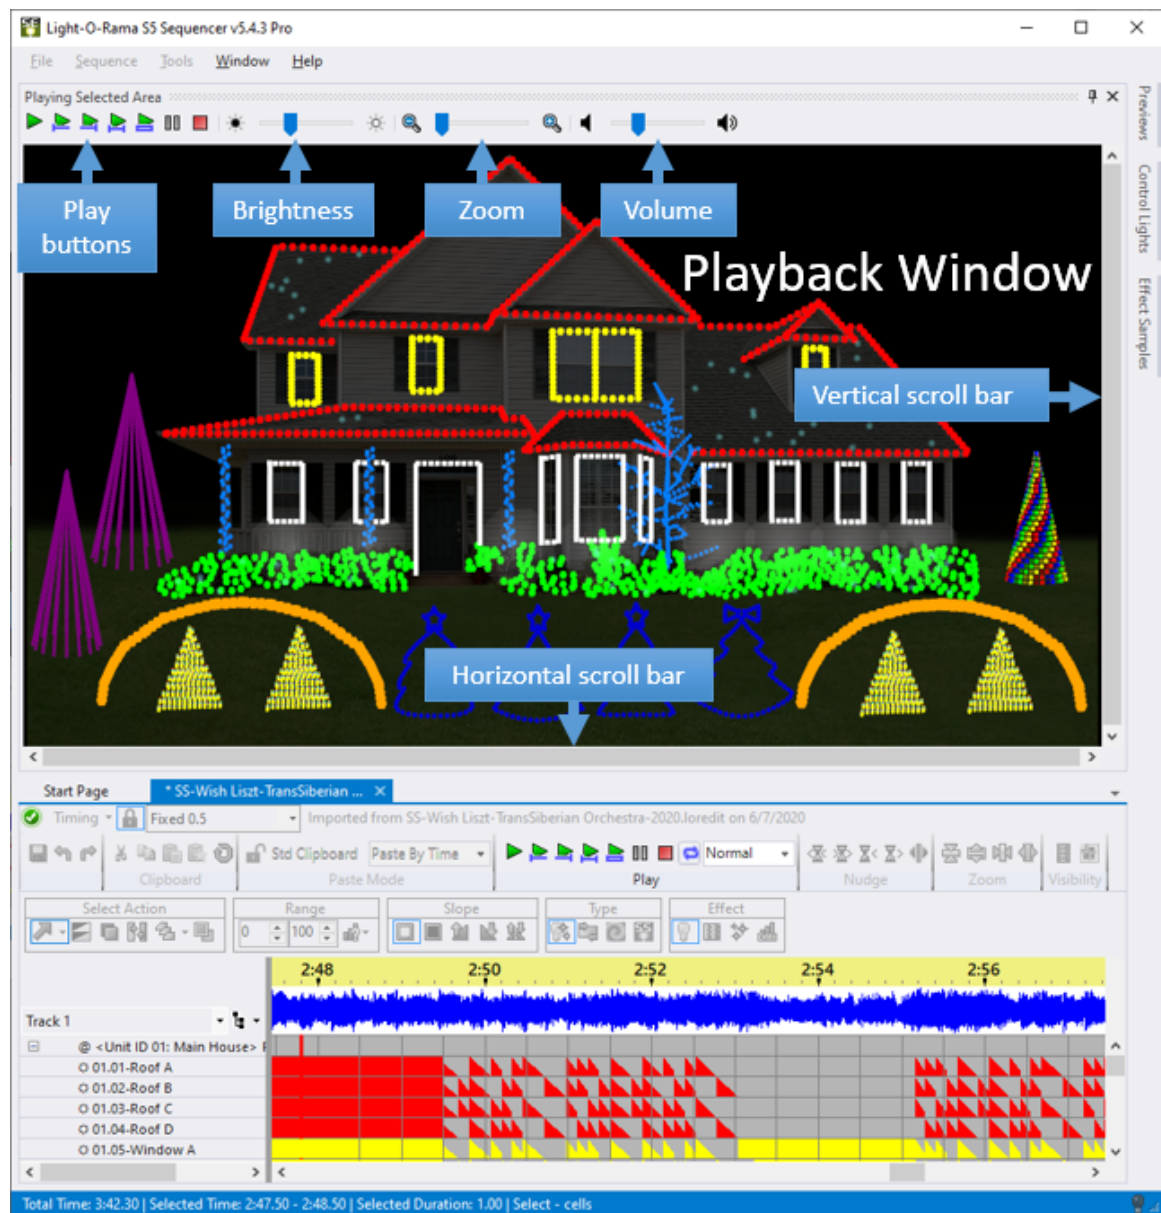 Light-O-Rama S5 Sequencer v5.4.3 Pro
File Sequence Tools Window Help
Playing Selected Area
Previews
Control Lights
Effect Samples
Play
buttons
Brightness
Zoom
Volume
Playback Window
Vertical scroll bar
Horizontal scroll bar
Start Page
* SS-Wish Liszt-TransSiberian ...
Timing
Fixed 0.5
Imported from SS-Wish Liszt-TransSiberian Orchestra-2020.loredit on 6/7/2020
Std Clipboard
Paste By Time
Normal
Clipboard
Paste Mode
Play
Nudge
Zoom
Visibility
Select Action
Range
Slope
Type
Effect
0
100
2:48 2:50 2:52 2:54 2:56
Track 1
@ <Unit ID 01: Main House>
01.01-Roof A
01.02-Roof B
01.03-Roof C
01.04-Roof D
01.05-Window A
Total Time: 3:42.30 | Selected Time: 2:47.50 - 2:48.50 | Selected Duration: 1.00 | Select - cells